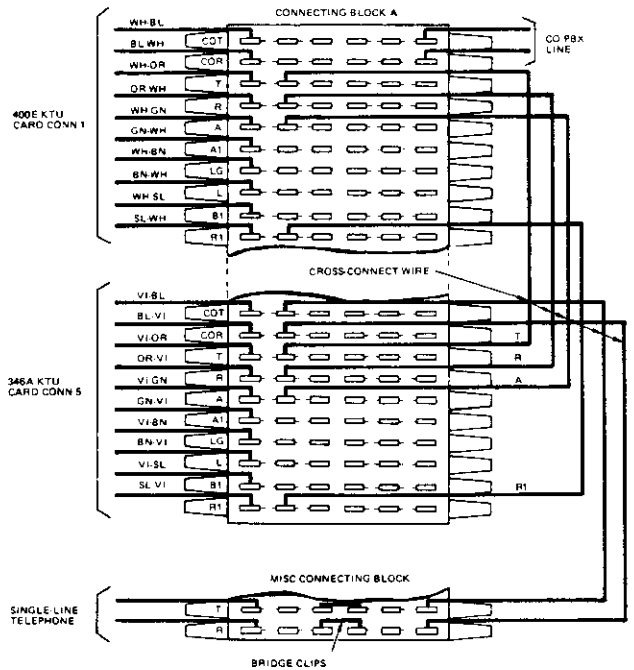 CONNECTING BLOCK A
WH-BL
BL-WH
COT
CO PBX
LINE
COR
WH-OR
T
OR WH
R
400E KTU
CARD CONN 1
WH-GN
A
GN-WH
A1
WH-BN
LG
BN-WH
L
WH-SL
B1
SL-WH
R1
CROSS-CONNECT WIRE
VI-BL
COT
BL-VI
COR
T
VI-OR
T
R
OR-VI
R
A
346A KTU
CARD CONN 5
VI-GN
A
GN-VI
A1
VI-BN
LG
BN-VI
L
VI-SL
B1
R1
SL VI
R1
MISC CONNECTING BLOCK
SINGLE-LINE
TELEPHONE
T
R
BRIDGE CLIPS